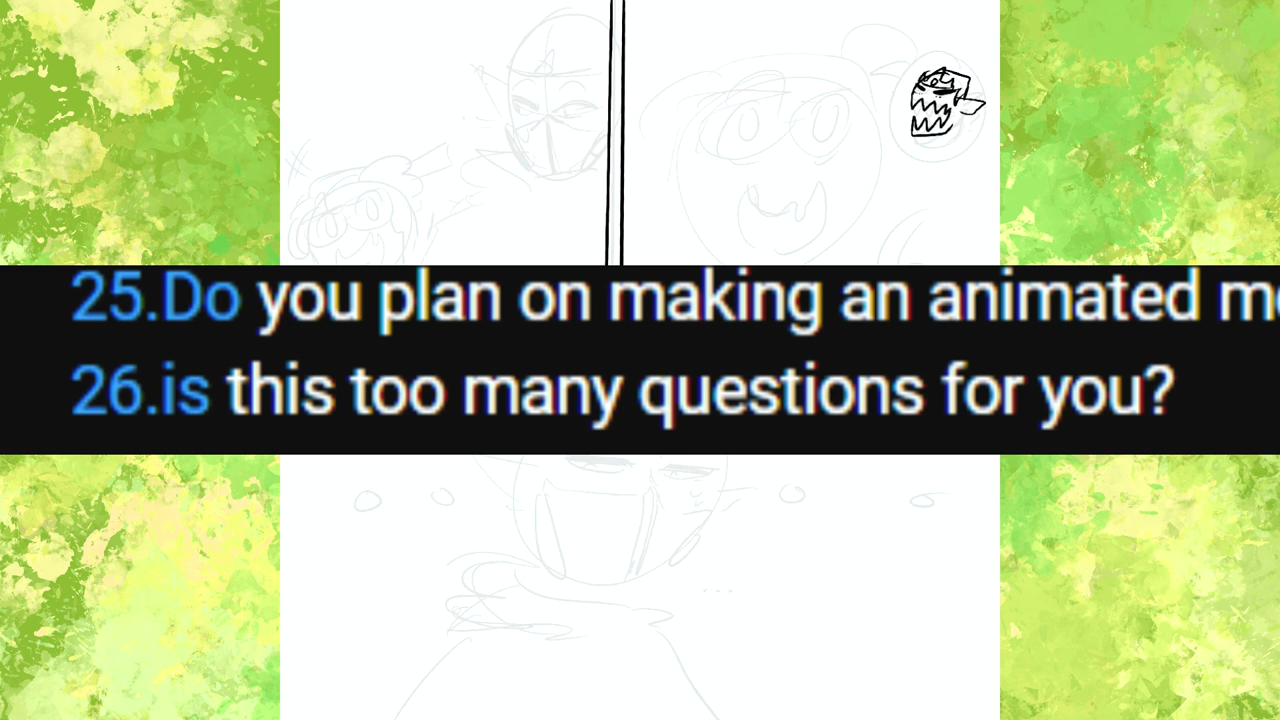 25.Do you plan on making an animated
26.is this too many questions for you?